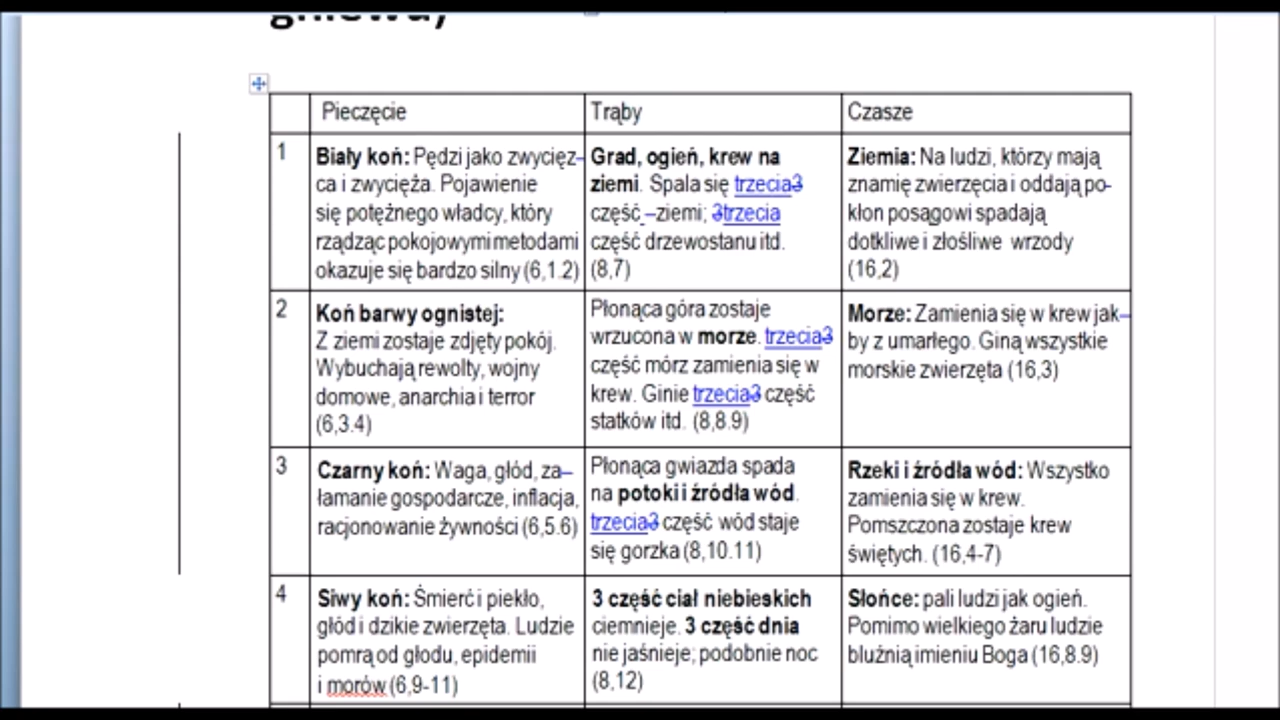 gniewu)
Pieczęcie Trąby Czasze
1
Biały koń: Pędzi jako zwycięz-
ca i zwycięża. Pojawienie
się potężnego władcy, który
rządząc pokojowymi metodami
okazuje się bardzo silny (6,1.2)
Grad, ogień, krew na
ziemi. Spala się trzecia3
część -ziemi; 3trzecia
część drzewostanu itd.
(8,7)
Ziemia: Na ludzi, którzy mają
znamię zwierzęcia i oddają po-
kłon posągowi spadają
dotkliwe i złośliwe wrzody
(16,2)
2
Koń barwy ognistej:
Z ziemi zostaje zdjęty pokój.
Wybuchają rewolty, wojny
domowe, anarchia i terror
(6,3.4)
Płonąca góra zostaje
wrzucona w morze. trzecia3
część mórz zamienia się w
krew. Ginie trzecia3 część
statków itd. (8,8.9)
Morze: Zamienia się w krew jak-
by z umarłego. Giną wszystkie
morskie zwierzęta (16,3)
3
Czarny koń: Waga, głód, za-
łamanie gospodarcze, inflacja,
racjonowanie żywności (6,5.6)
Płonąca gwiazda spada
na potoki i źródła wód.
trzecia3 część wód staje
się gorzka (8,10.11)
Rzeki i źródła wód: Wszystko
zamienia się w krew.
Pomszczona zostaje krew
świętych. (16,4-7)
4
Siwy koń: Śmierć i piekło,
głód i dzikie zwierzęta. Ludzie
pomrą od głodu, epidemii
i morów (6,9-11)
3 część ciał niebieskich
ciemnieje. 3 część dnia
nie jaśnieje; podobnie noc
(8,12)
Słońce: pali ludzi jak ogień.
Pomimo wielkiego żaru ludzie
bluźnią imieniu Boga (16,8.9)